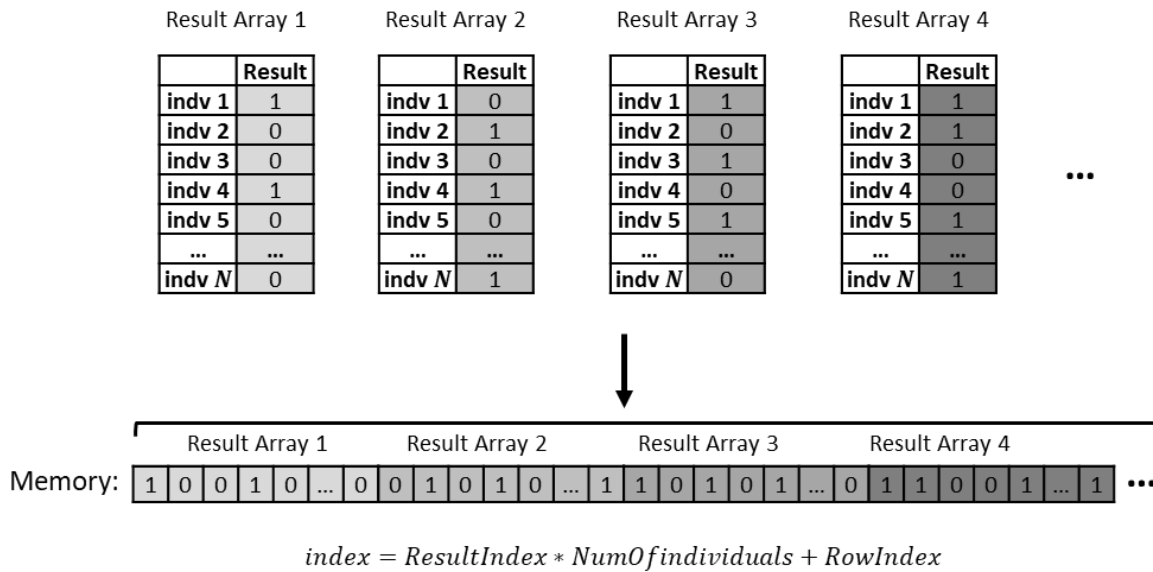 Result Array 1 Result Array 2 Result Array 3 Result Array 4
Result Result Result Result
indv 1 1 indv 1 0 indv 1 1 indv 1 1
indv 2 0 indv 2 1 indv 2 0 indv 2 1
indv 3 0 indv 3 0 indv 3 1 indv 3 0
indv 4 1 indv 4 1 indv 4 0 indv 4 0
...
indv 5 0 indv 5 0 indv 5 1 indv 5 1
... ... ... ... ... ... ... ...
indv N 0 indv N 1 indv N 0 indv N 1
Result Array 1 Result Array 2 Result Array 3 Result Array 4
Memory: 1 0 0 1 0 ... 0 0 1 0 1 0 ... 1 1 0 1 0 1 ... 0 1 1 0 0 1 ... 1 ...
index = ResultIndex * NumOfindividuals + RowIndex